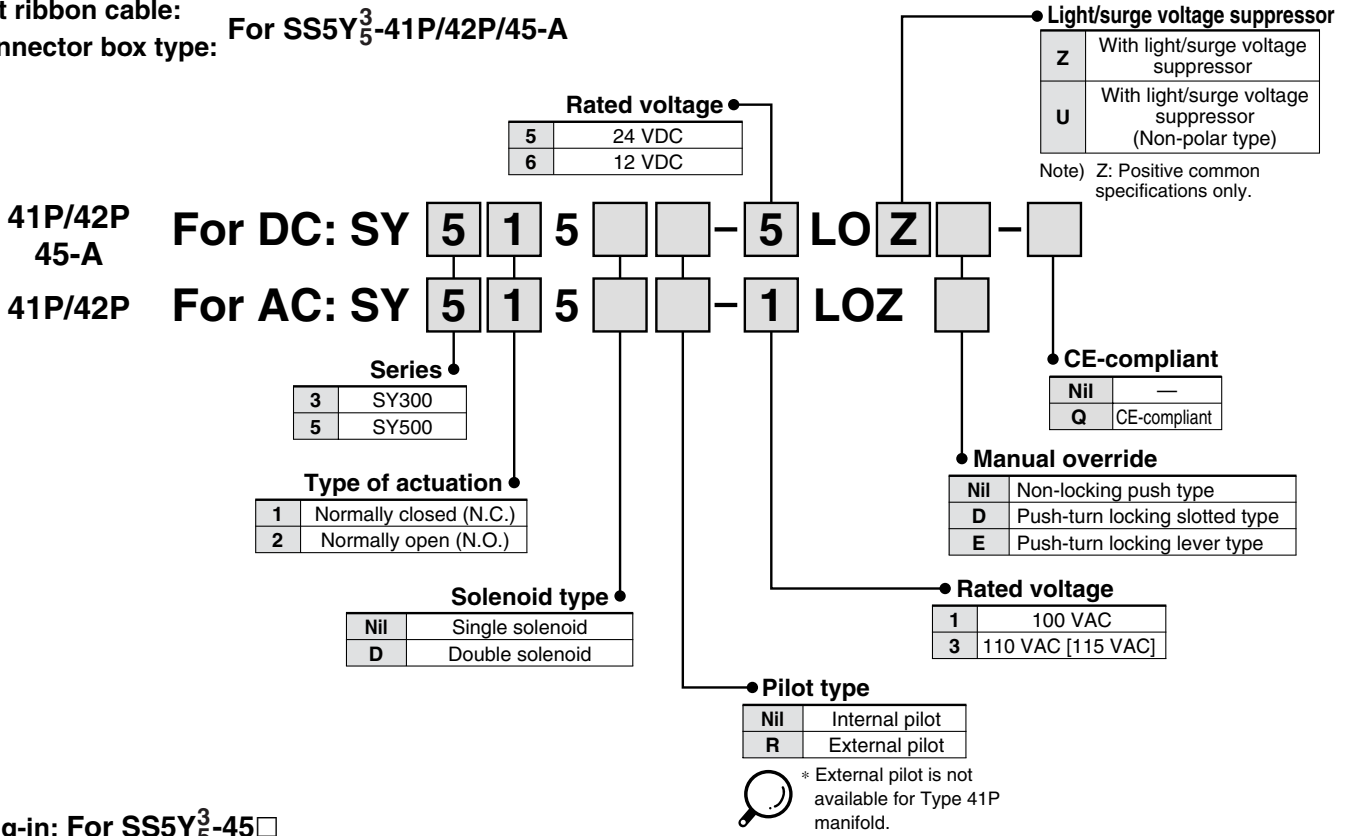 t ribbon cable:
nnector box type:
For SS5Y3/5-41P/42P/45-A
Light/surge voltage suppressor
Z With light/surge voltage
suppressor
U With light/surge voltage
suppressor
(Non-polar type)
Note) Z: Positive common
specifications only.
Rated voltage
5 24 VDC
6 12 VDC
41P/42P
45-A
For DC: SY 5 1 5 □ □ – 5 LO Z □ – □
41P/42P For AC: SY 5 1 5 □ □ – 1 LOZ □
Series
3 SY300
5 SY500
CE-compliant
Nil —
Q CE-compliant
Type of actuation
1 Normally closed (N.C.)
2 Normally open (N.O.)
Manual override
Nil Non-locking push type
D Push-turn locking slotted type
E Push-turn locking lever type
Solenoid type
Nil Single solenoid
D Double solenoid
Rated voltage
1 100 VAC
3 110 VAC [115 VAC]
Pilot type
Nil Internal pilot
R External pilot
* External pilot is not
available for Type 41P
manifold.
g-in: For SS5Y3/5-45□